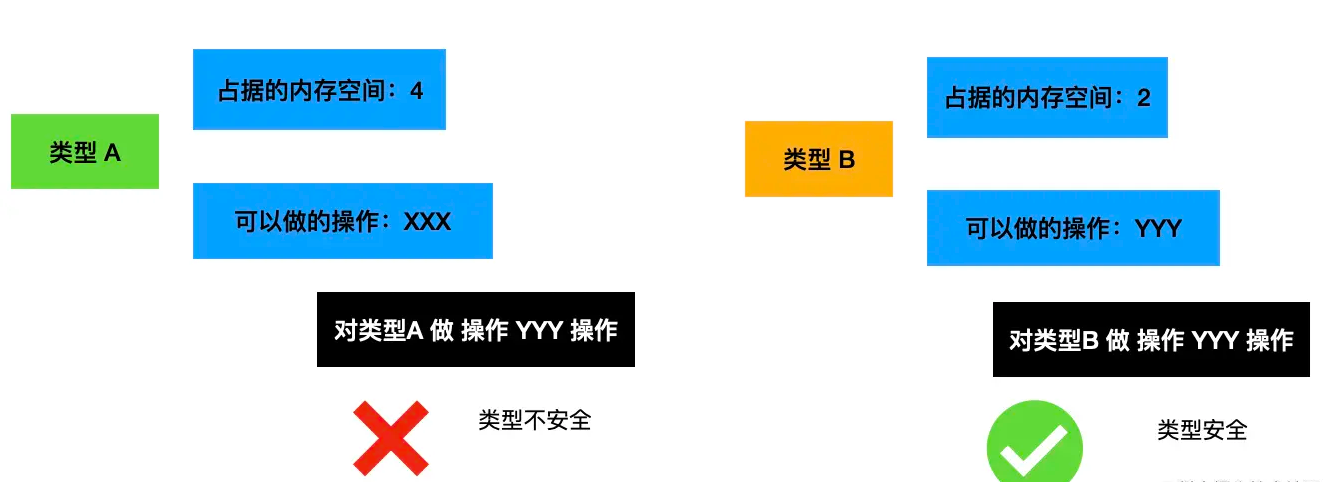 占据的内存空间：4
类型 A
可以做的操作：XXX
对类型A 做 操作 YYY 操作
类型不安全
占据的内存空间：2
类型 B
可以做的操作：YYY
对类型B 做 操作 YYY 操作
类型安全